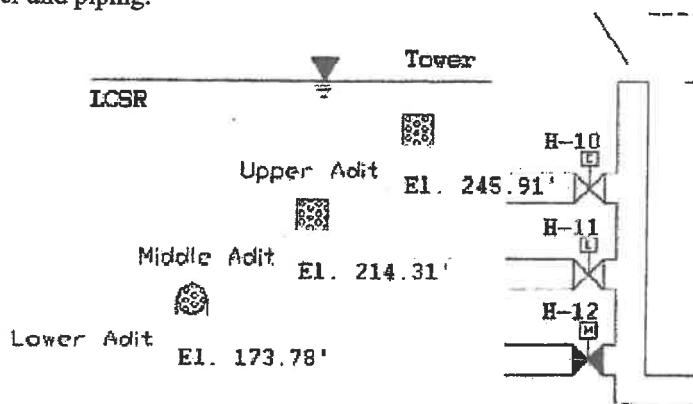 and piping.
Tower
LCSR
H-10
Upper Adit
El. 245.91'
H-11
Middle Adit
El. 214.31'
H-12
M
Lower Adit
El. 173.78'